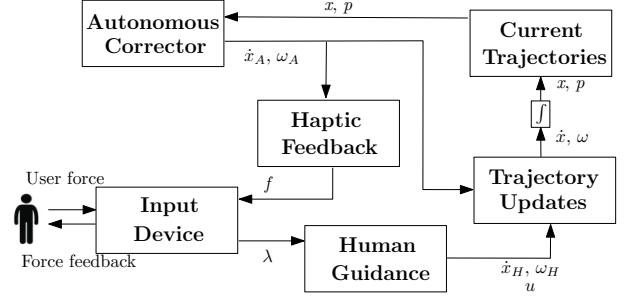 Autonomous
Corrector
x, p
Current
Trajectories
ẋ_A, ω_A
x, p
∫
ẋ, ω
Haptic
Feedback
f
User force
Input
Device
Force feedback
λ
Human
Guidance
Trajectory
Updates
ẋ_H, ω_H
u